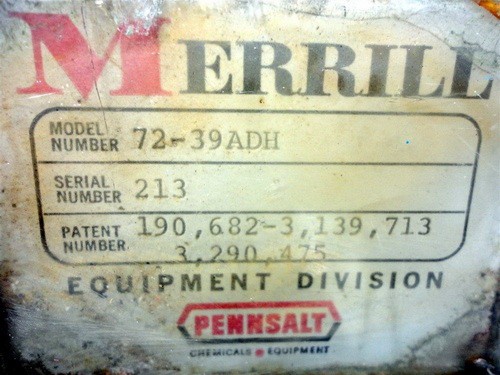 MERRILL
MODEL NUMBER 72-39ADH
SERIAL NUMBER 213
PATENT NUMBER 190,682-3,139,713
3,290,475
EQUIPMENT DIVISION
PENNSALT
CHEMICALS EQUIPMENT